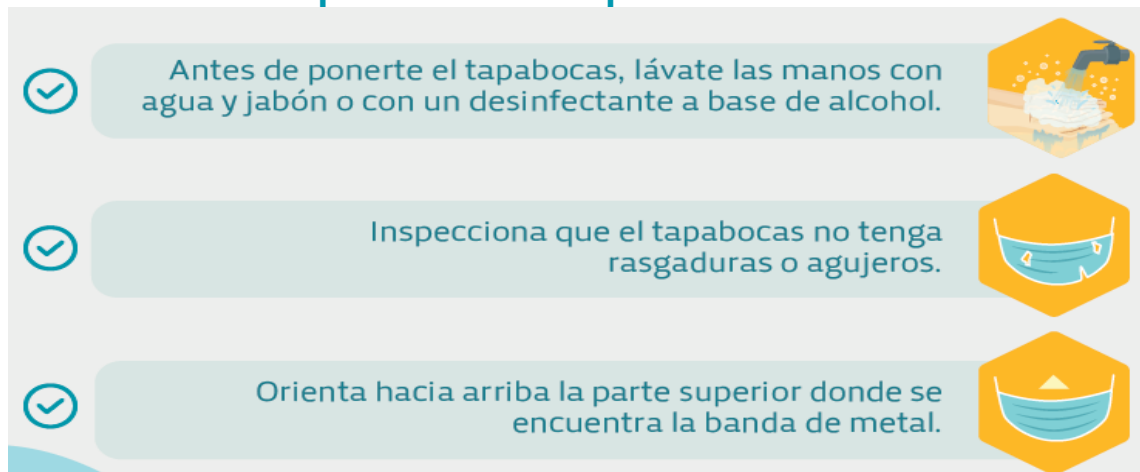 Antes de ponerte el tapabocas, lávate las manos con
agua y jabón o con un desinfectante a base de alcohol.
Inspecciona que el tapabocas no tenga
rasgaduras o agujeros.
Orienta hacia arriba la parte superior donde se
encuentra la banda de metal.